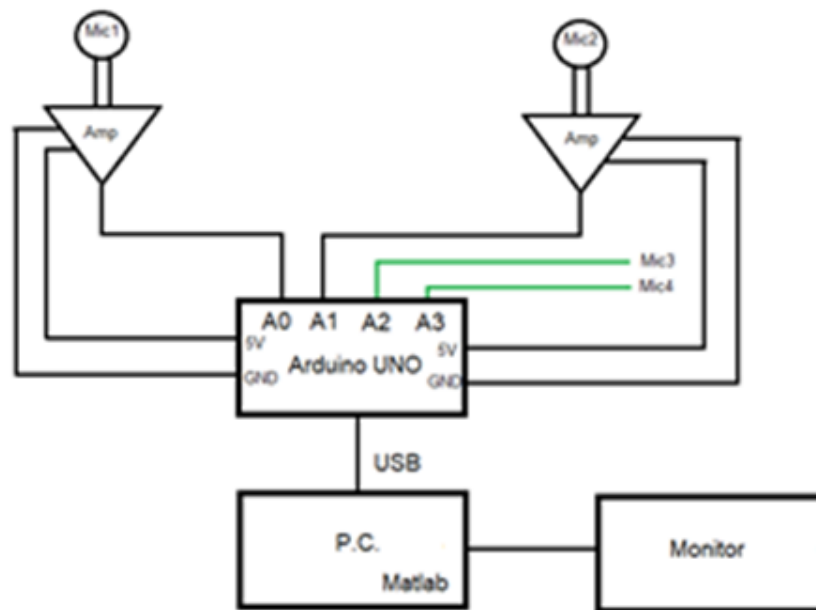 Mic1
Mic2
Amp
Amp
Mic3
Mic4
A0 A1 A2 A3
5V
5V
Arduino UNO
GND
GND
USB
P.C.
Matlab
Monitor